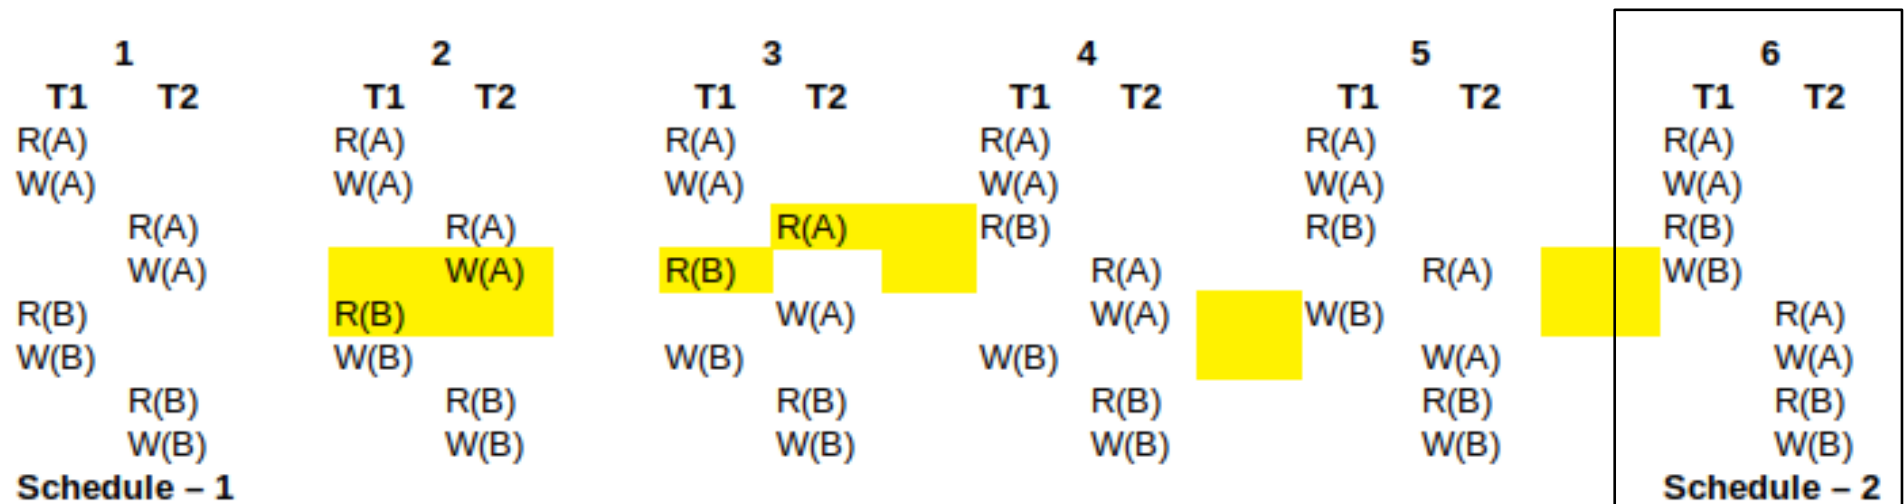 1 2 3 4 5 6
T1 T2 T1 T2 T1 T2 T1 T2 T1 T2 T1 T2
R(A) R(A) R(A) R(A) R(A) R(A)
W(A) W(A) W(A) W(A) W(A) W(A)
R(A) R(A) R(A) R(B) R(B) R(B)
W(A) W(A) R(B) R(A) R(A) W(B)
R(B) R(B) W(A) W(A) W(B) R(A)
W(B) W(B) W(B) W(B) W(A) W(A)
R(B) R(B) R(B) R(B) R(B) R(B)
W(B) W(B) W(B) W(B) W(B) W(B)
Schedule – 1 Schedule – 2